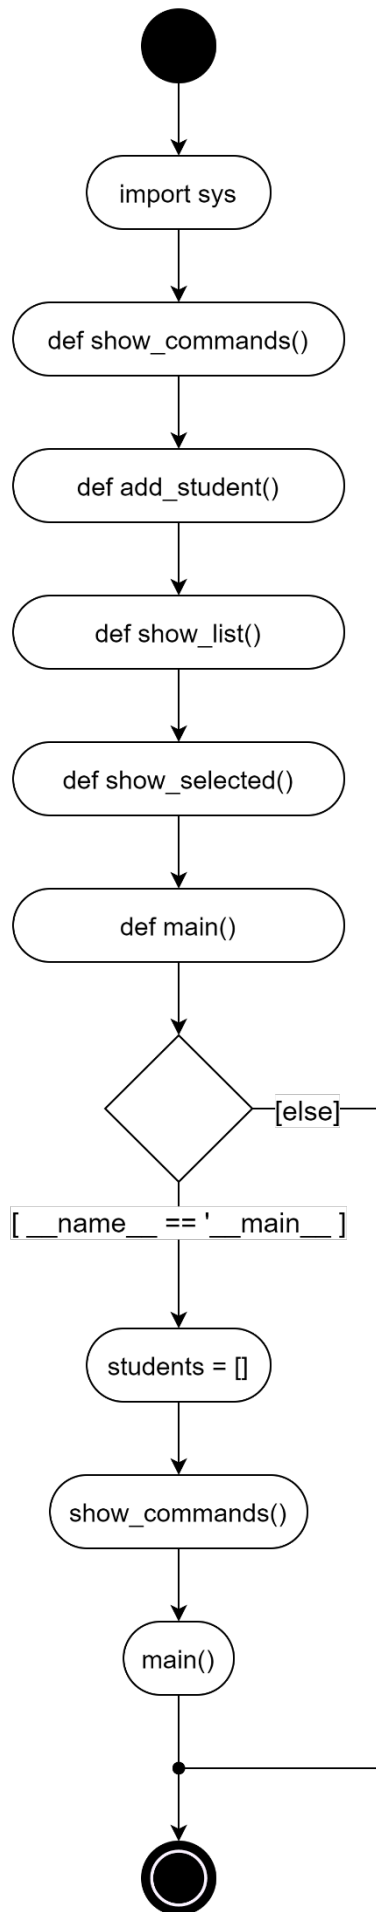 import sys
def show_commands()
def add_student()
def show_list()
def show_selected()
def main()
[else]
[ __name__ == '__main__ ]
students = []
show_commands()
main()